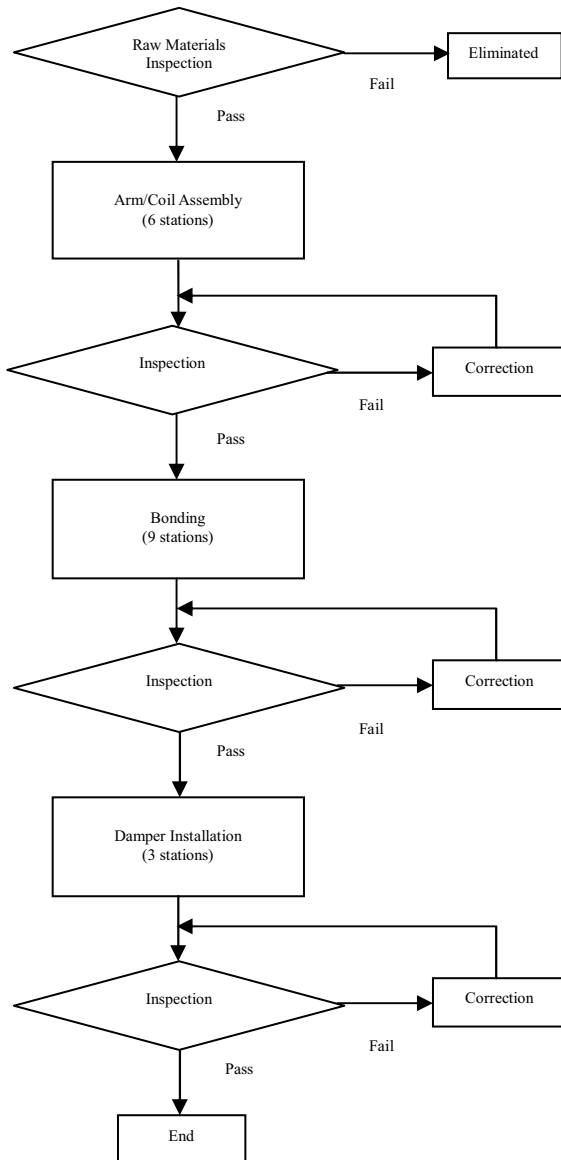 Raw Materials
Inspection
Eliminated
Fail
Pass
Arm/Coil Assembly
(6 stations)
Inspection
Correction
Fail
Pass
Bonding
(9 stations)
Inspection
Correction
Fail
Pass
Damper Installation
(3 stations)
Inspection
Correction
Fail
Pass
End